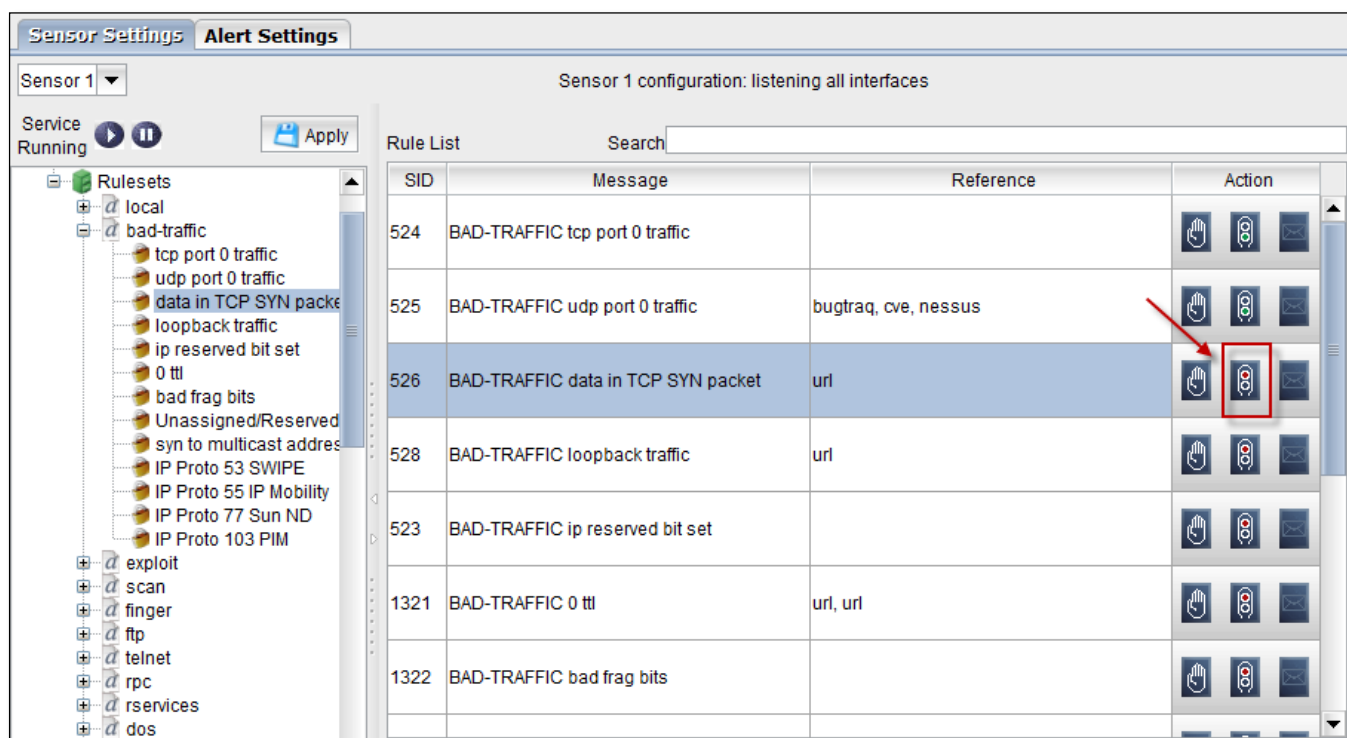 Sensor Settings Alert Settings
Sensor 1
Sensor 1 configuration: listening all interfaces
Service Running
Apply
Rulesets
local
bad-traffic
tcp port 0 traffic
udp port 0 traffic
data in TCP SYN packe
loopback traffic
ip reserved bit set
0 ttl
bad frag bits
Unassigned/Reserved
syn to multicast addres
IP Proto 53 SWIPE
IP Proto 55 IP Mobility
IP Proto 77 Sun ND
IP Proto 103 PIM
exploit
scan
finger
ftp
telnet
rpc
rservices
dos
Rule List Search
SID Message Reference Action
524 BAD-TRAFFIC tcp port 0 traffic
525 BAD-TRAFFIC udp port 0 traffic bugtraq, cve, nessus
526 BAD-TRAFFIC data in TCP SYN packet url
528 BAD-TRAFFIC loopback traffic url
523 BAD-TRAFFIC ip reserved bit set
1321 BAD-TRAFFIC 0 ttl url, url
1322 BAD-TRAFFIC bad frag bits